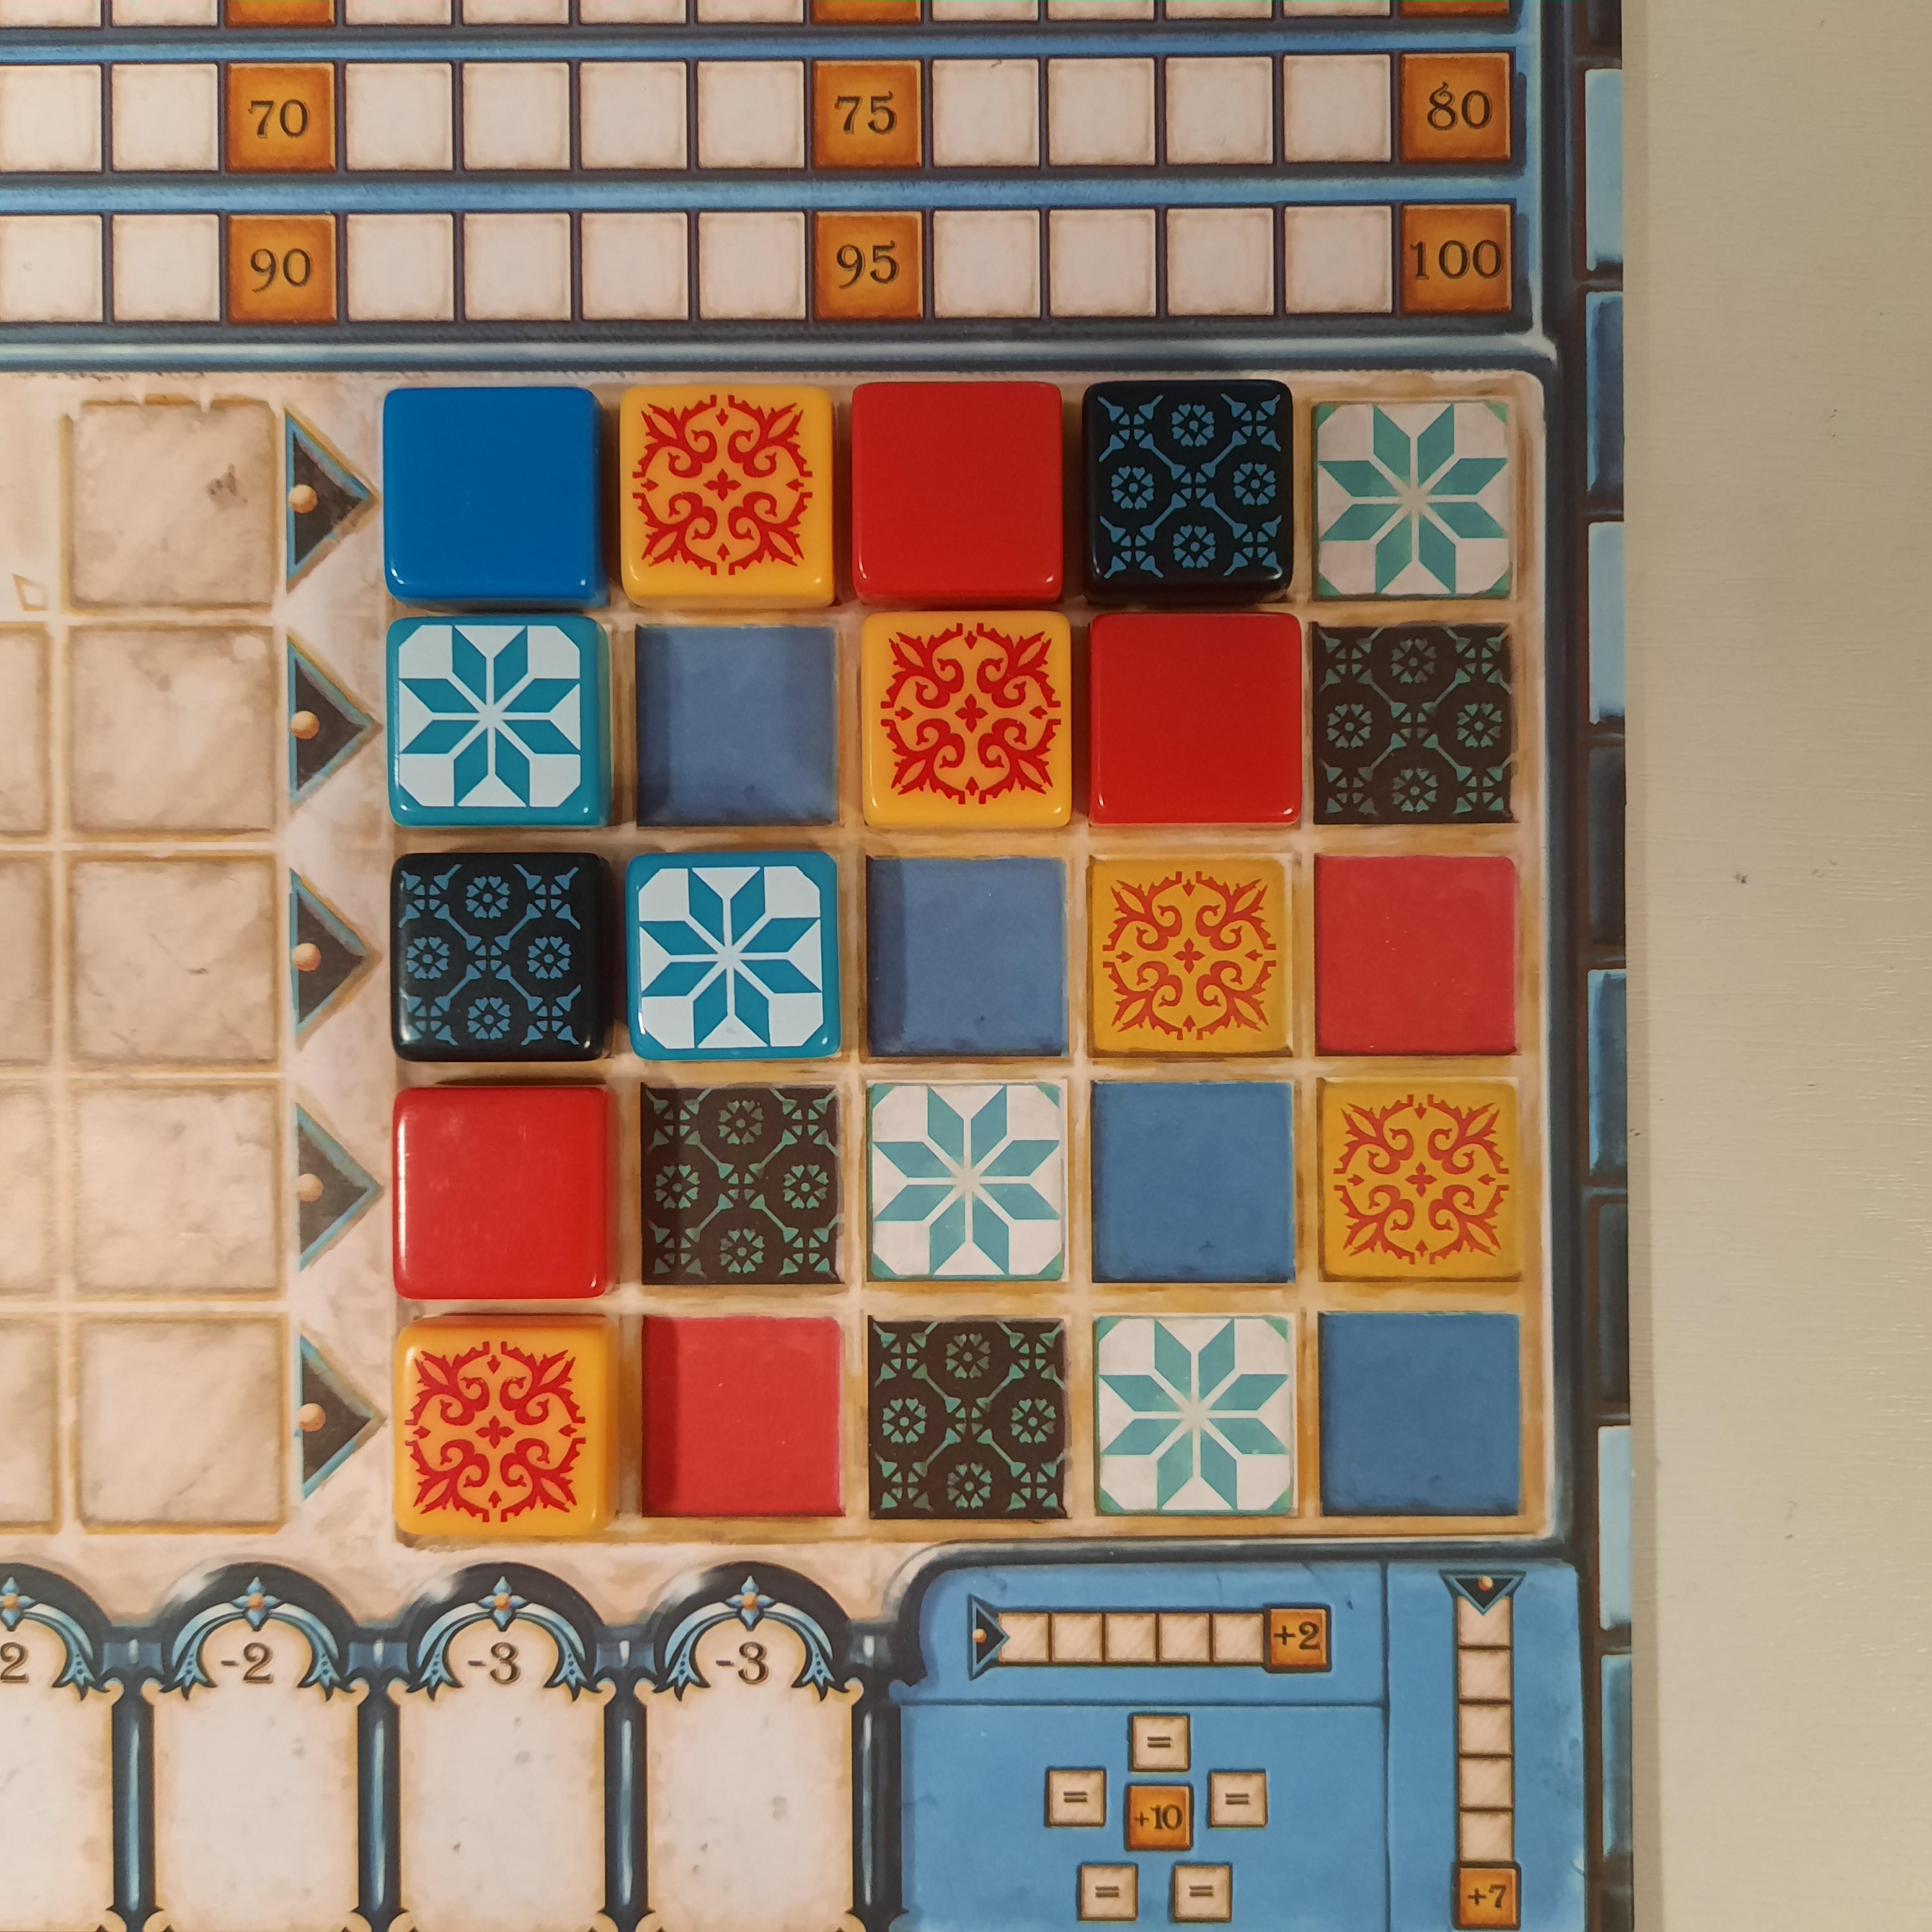 70 75 80
90 95 100
2 -2 -3 -3
+2
=
= +10 =
= =
+7